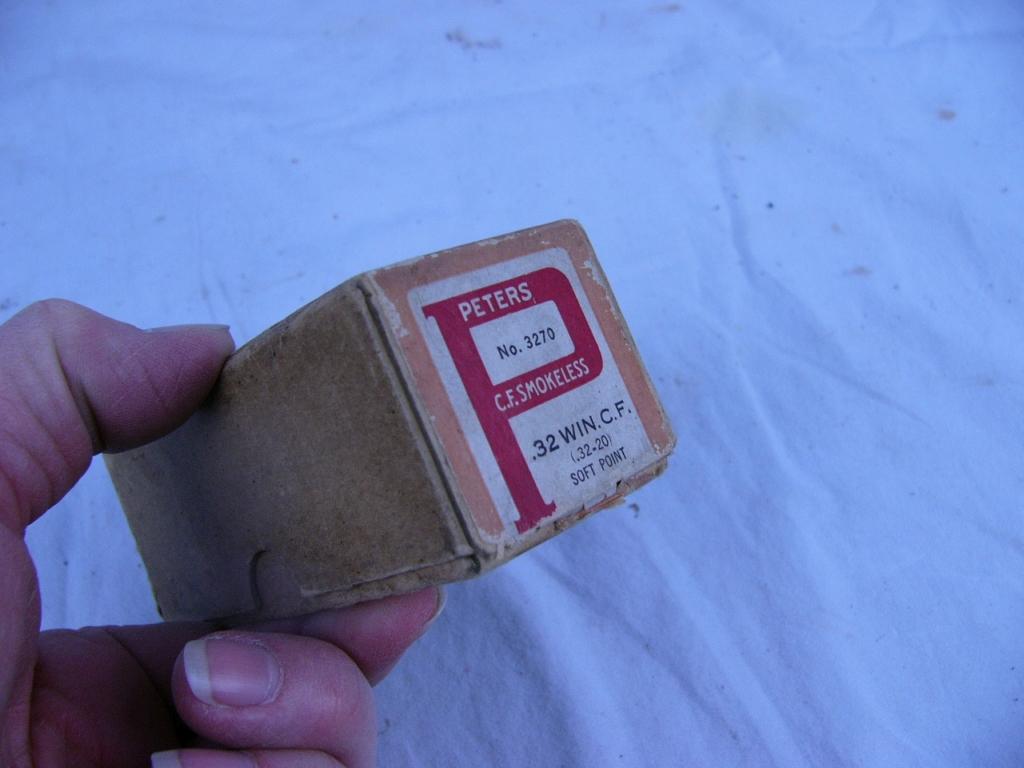 PETERS
No. 3270
C.F. SMOKELESS
.32 WIN. C.F.
(.32-20)
SOFT POINT